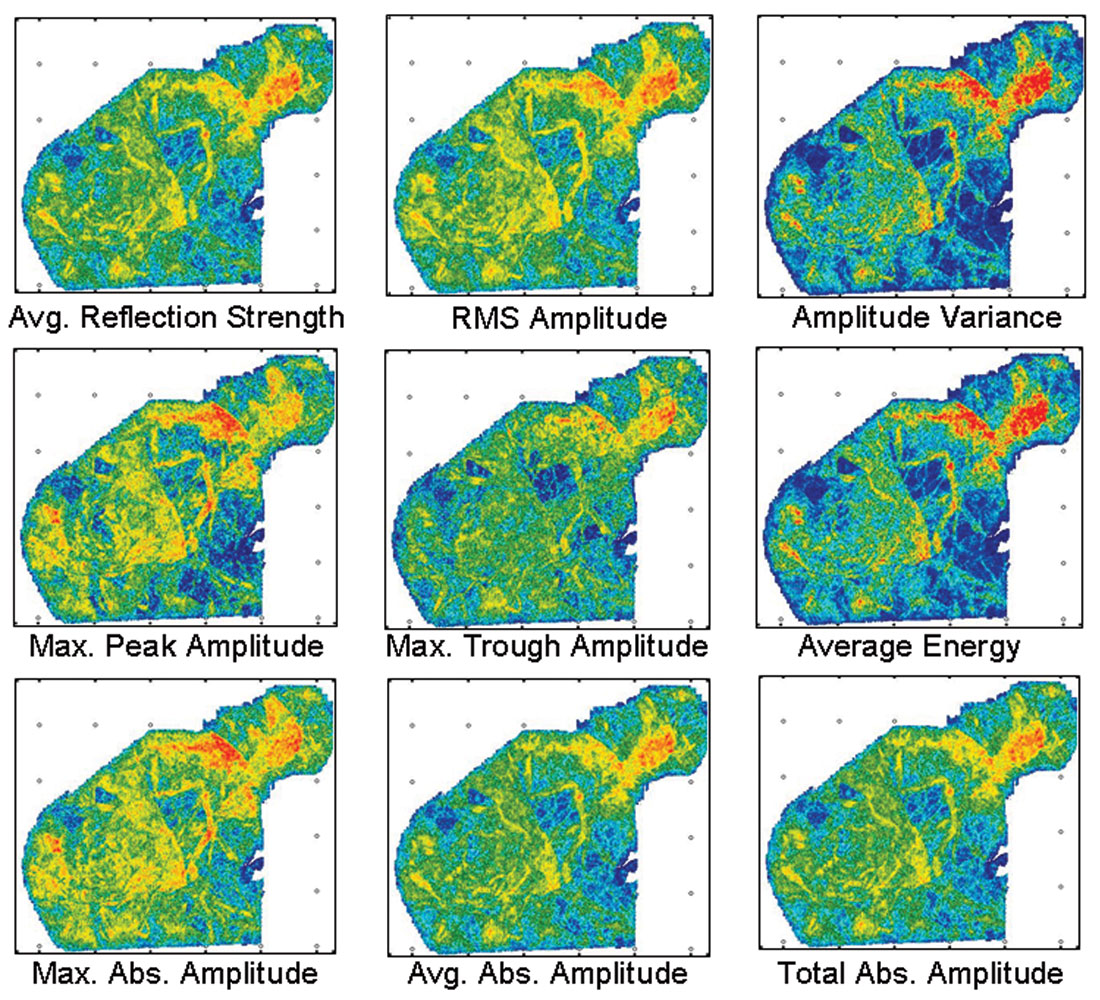 Avg. Reflection Strength
RMS Amplitude
Amplitude Variance
Max. Peak Amplitude
Max. Trough Amplitude
Average Energy
Max. Abs. Amplitude
Avg. Abs. Amplitude
Total Abs. Amplitude